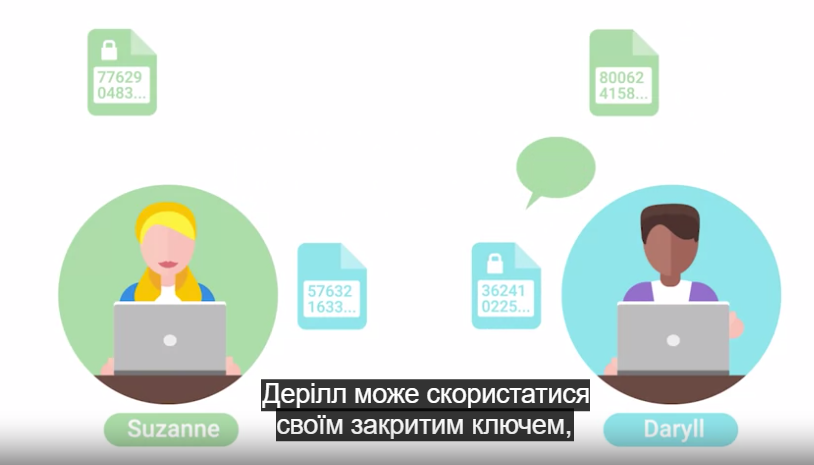 77629
0483...
80062
4158...
57632
1633...
36241
0225...
Дерілл може скористатися
своїм закритим ключем,
Suzanne
Daryll